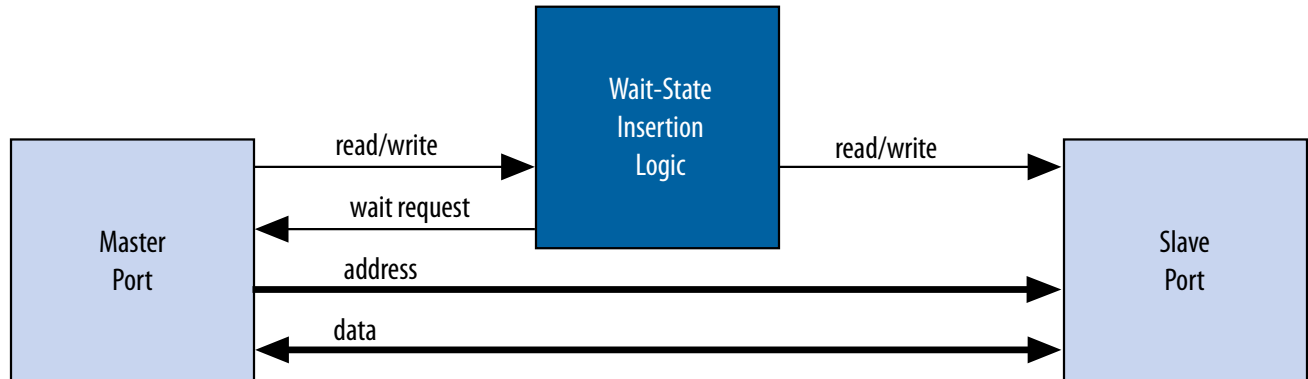 Wait-State
Insertion
Logic
read/write
read/write
wait request
Master
Port
Slave
Port
address
data